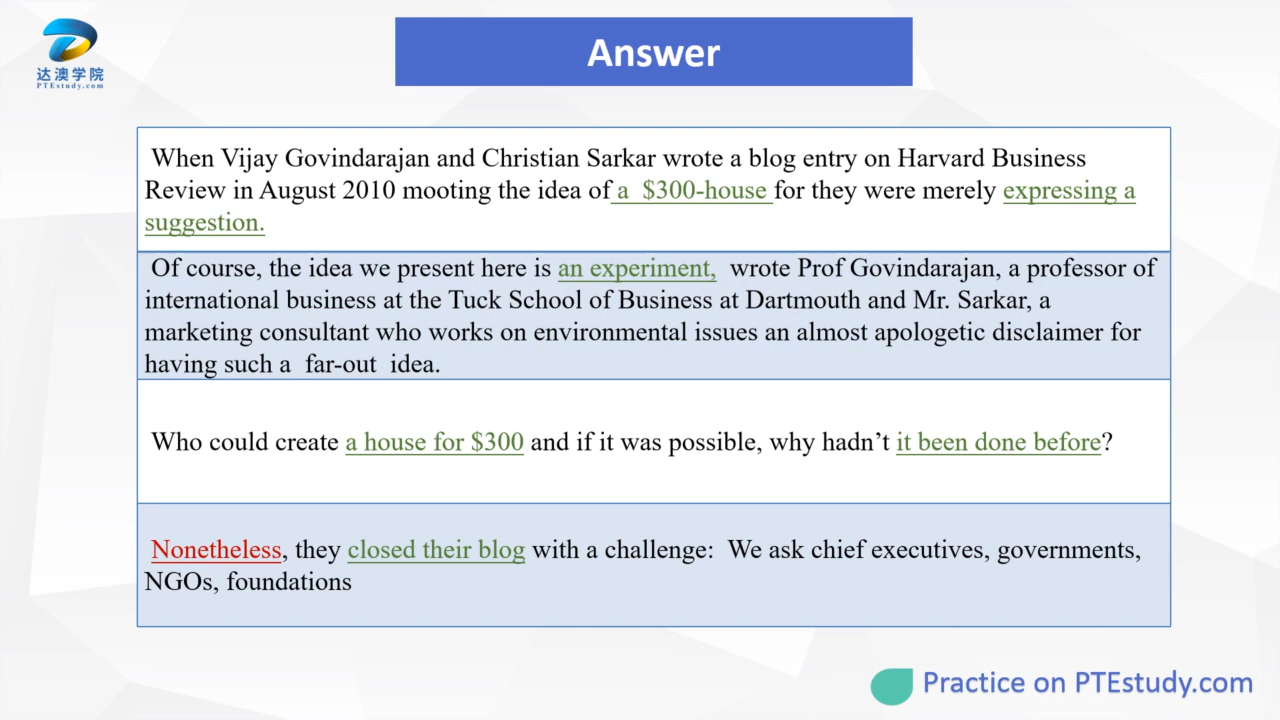 达澳学院
PTEstudy.com
Answer
When Vijay Govindarajan and Christian Sarkar wrote a blog entry on Harvard Business
Review in August 2010 mooting the idea of a $300-house for they were merely expressing a
suggestion.
Of course, the idea we present here is an experiment, wrote Prof Govindarajan, a professor of
international business at the Tuck School of Business at Dartmouth and Mr. Sarkar, a
marketing consultant who works on environmental issues an almost apologetic disclaimer for
having such a far-out idea.
Who could create a house for $300 and if it was possible, why hadn’t it been done before?
Nonetheless, they closed their blog with a challenge: We ask chief executives, governments,
NGOs, foundations
Practice on PTEstudy.com